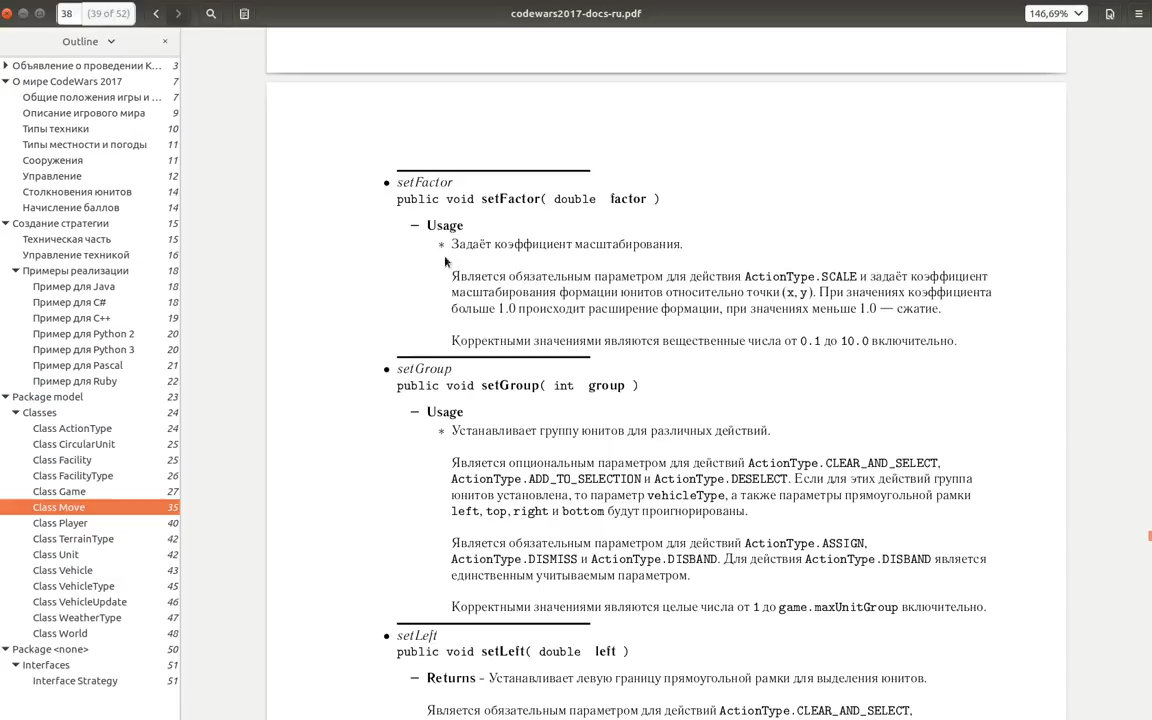 38
(39 of 52)
codewars2017-docs-ru.pdf
146,69%
Outline
Объявление о проведении К... 3
О мире CodeWars 2017 7
Общие положения игры и ... 7
Описание игрового мира 9
Типы техники 10
Типы местности и погоды 11
Сооружения 11
Управление 12
Столкновения юнитов 14
Начисление баллов 14
Создание стратегии 15
Техническая часть 15
Управление техникой 16
Примеры реализации 18
Пример для Java 18
Пример для C# 18
Пример для C++ 19
Пример для Python 2 20
Пример для Python 3 20
Пример для Pascal 21
Пример для Ruby 22
Package model 23
Classes 24
Class ActionType 24
Class CircularUnit 25
Class Facility 25
Class FacilityType 26
Class Game 27
Class Move 35
Class Player 40
Class TerrainType 42
Class Unit 42
Class Vehicle 43
Class VehicleType 45
Class VehicleUpdate 46
Class WeatherType 47
Class World 48
Package <none> 50
Interfaces 51
Interface Strategy 51
• setFactor
public void setFactor( double factor )
– Usage
* Задаёт коэффициент масштабирования.
Является обязательным параметром для действия ActionType.SCALE и задаёт коэффициент
масштабирования формации юнитов относительно точки (x, y). При значениях коэффициента
больше 1.0 происходит расширение формации, при значениях меньше 1.0 — сжатие.
Корректными значениями являются вещественные числа от 0.1 до 10.0 включительно.
• setGroup
public void setGroup( int group )
– Usage
* Устанавливает группу юнитов для различных действий.
Является опциональным параметром для действий ActionType.CLEAR_AND_SELECT,
ActionType.ADD_TO_SELECTION и ActionType.DESELECT. Если для этих действий группа
юнитов установлена, то параметр vehicleType, а также параметры прямоугольной рамки
left, top, right и bottom будут проигнорированы.
Является обязательным параметром для действий ActionType.ASSIGN,
ActionType.DISMISS и ActionType.DISBAND. Для действия ActionType.DISBAND является
единственным учитываемым параметром.
Корректными значениями являются целые числа от 1 до game.maxUnitGroup включительно.
• setLeft
public void setLeft( double left )
– Returns - Устанавливает левую границу прямоугольной рамки для выделения юнитов.
Является обязательным параметром для действий ActionType.CLEAR_AND_SELECT,